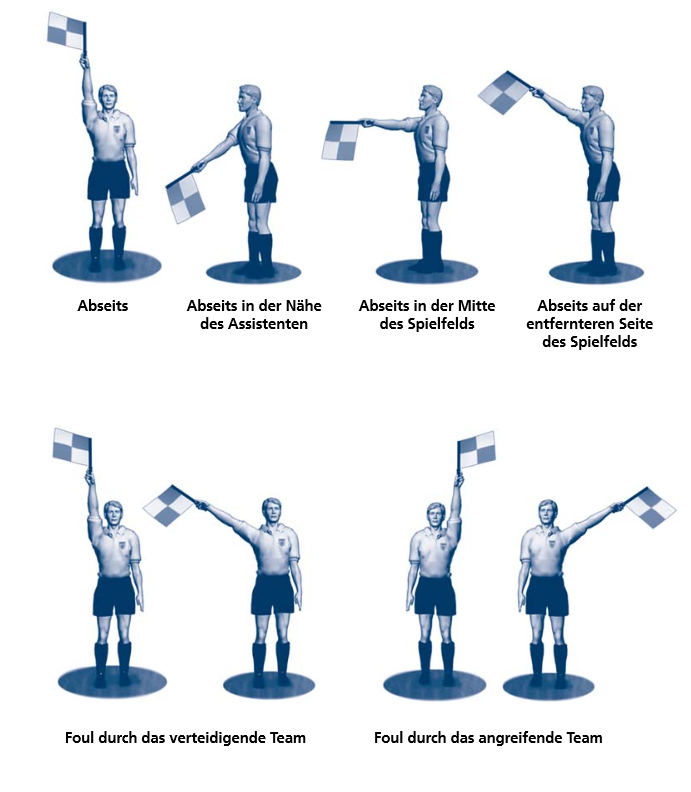 Abseits
Abseits in der Nähe
des Assistenten
Abseits in der Mitte
des Spielfelds
Abseits auf der
entfernteren Seite
des Spielfelds
Foul durch das verteidigende Team
Foul durch das angreifende Team